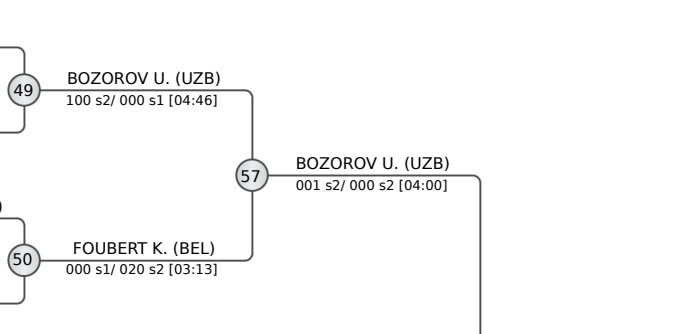 BOZOROV U. (UZB)
49
100 s2/ 000 s1 [04:46]
BOZOROV U. (UZB)
57
001 s2/ 000 s2 [04:00]
)
FOUBERT K. (BEL)
50
000 s1/ 020 s2 [03:13]